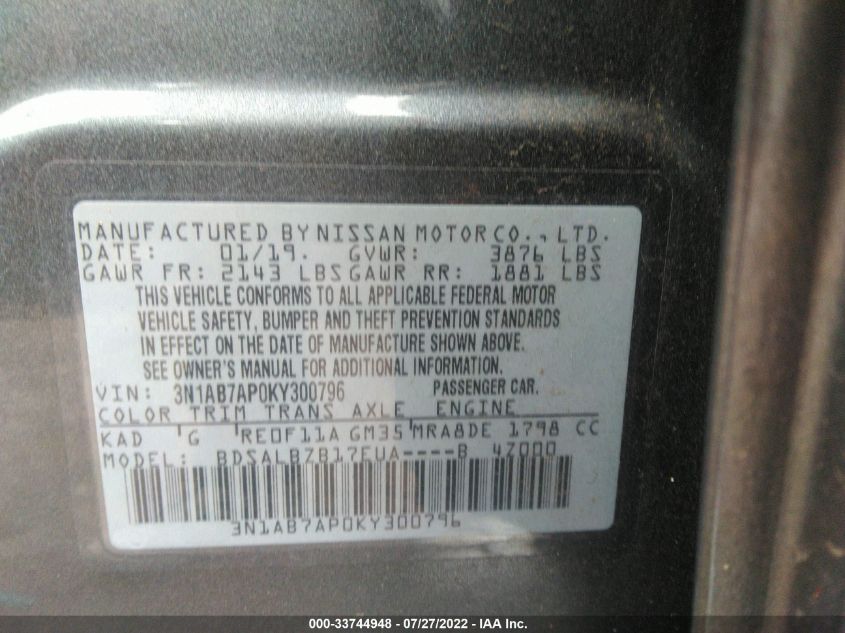 MANUFACTURED BY NISSAN MOTOR CO., LTD.
DATE: 01/19. GVWR: 3876 LBS
GAWR FR: 2143 LBS GAWR RR: 1881 LBS
THIS VEHICLE CONFORMS TO ALL APPLICABLE FEDERAL MOTOR
VEHICLE SAFETY, BUMPER AND THEFT PREVENTION STANDARDS
IN EFFECT ON THE DATE OF MANUFACTURE SHOWN ABOVE.
SEE OWNER'S MANUAL FOR ADDITIONAL INFORMATION.
VIN: 3N1AB7AP0KY300796 PASSENGER CAR.
COLOR TRIM TRANS AXLE ENGINE
KAD G RE0F11A GM35 MRA8DE 1798 CC
MODEL: BDSALBZB17EUA----B 4Z000
3N1AB7AP0KY300796
000-33744948 - 07/27/2022 - IAA Inc.